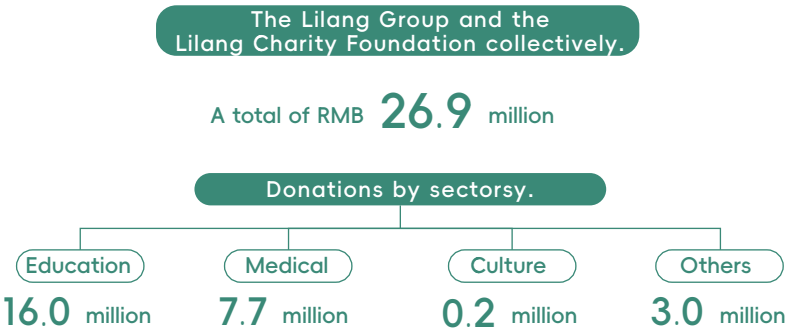 The Lilang Group and the
Lilang Charity Foundation collectively.
A total of RMB 26.9 million
Donations by sectorsy.
Education Medical Culture Others
16.0 million 7.7 million 0.2 million 3.0 million